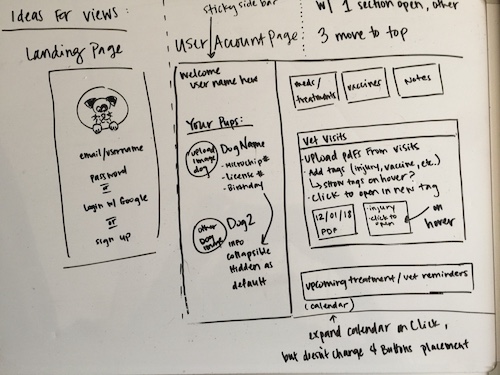 Ideas for views:
Landing Page
email/username
password
or
login w/ Google
or
sign up
sticky side bar
User Account Page:
w/ 1 section open, other
3 move to top
Welcome
user name here
Your Pups:
upload
image
dog
Dog Name
- Microchip #
- License #
- Birthday
other
Dog
image
Dog2
Info
collapsible
Hidden as
default
meds/
treatments
vaccines
Notes
Vet Visits
- Upload pdfs from visits
- Add tags (injury, vaccine, etc.)
↳ show tags on hover?
- click to open in new tag
12/01/18
PDF
- injury
- click to
open
on
hover
upcoming treatment / vet reminders
(calendar)
expand calendar on click,
but doesn't change 4 Buttons placement